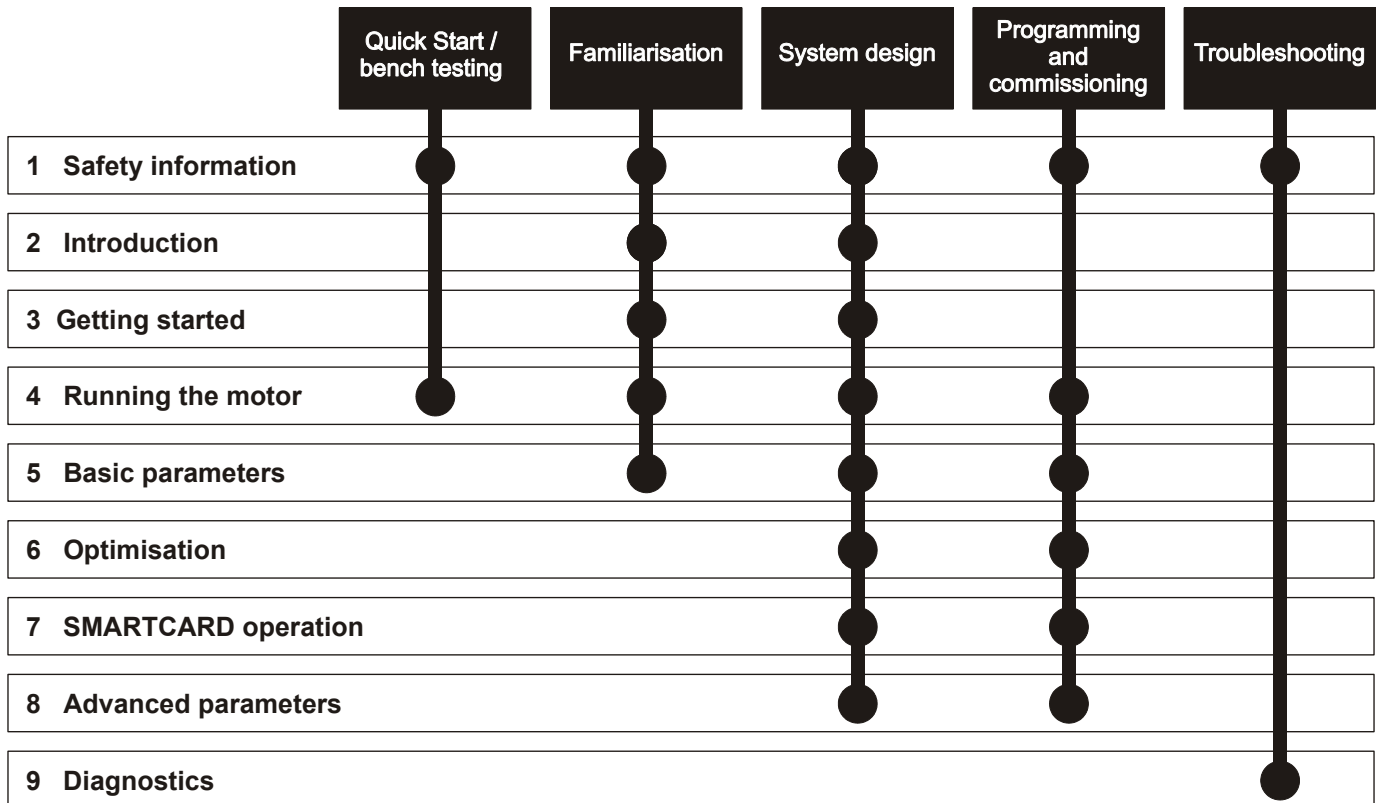 Quick Start /
bench testing
Familiarisation
System design
Programming
and
commissioning
Troubleshooting
1 Safety information
2 Introduction
3 Getting started
4 Running the motor
5 Basic parameters
6 Optimisation
7 SMARTCARD operation
8 Advanced parameters
9 Diagnostics